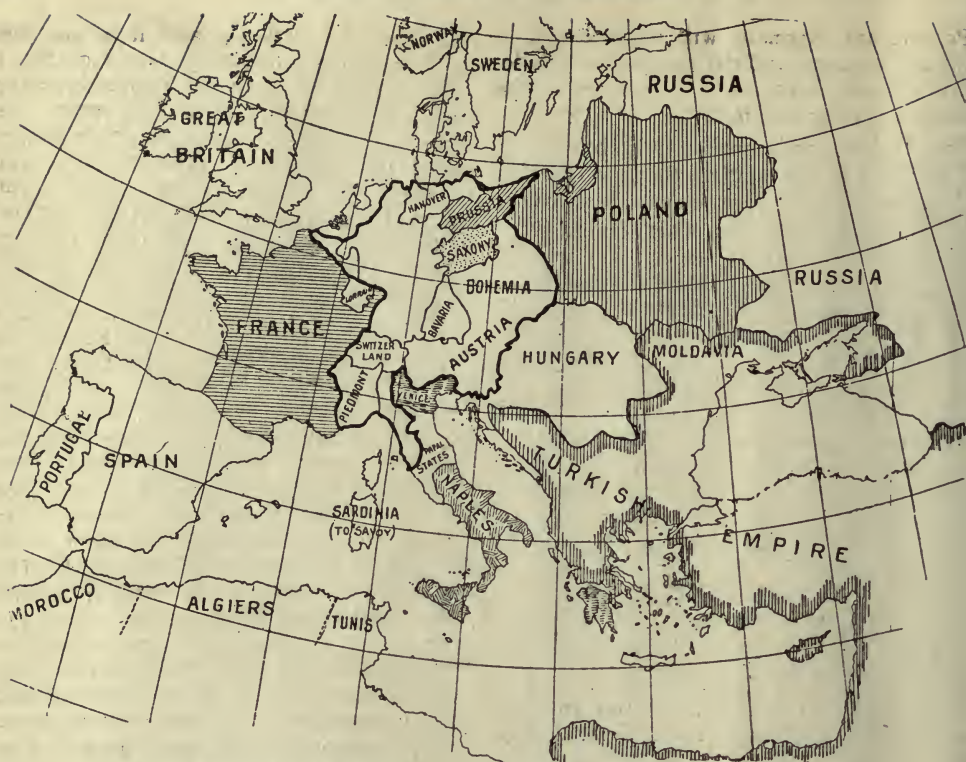 NORWAY
SWEDEN
RUSSIA
GREAT
BRITAIN
HANOVER
PRUSSIA
POLAND
SAXONY
RUSSIA
BOHEMIA
LORRAINE
FRANCE
BAVARIA
SWITZER
LAND
AUSTRIA
HUNGARY
MOLDAVIA
PIEDMONT
VENICE
PORTUGAL
SPAIN
PAPAL
STATES
TURKISH
NAPLES
SARDINIA
(TO SAVOY)
EMPIRE
MOROCCO
ALGIERS
TUNIS